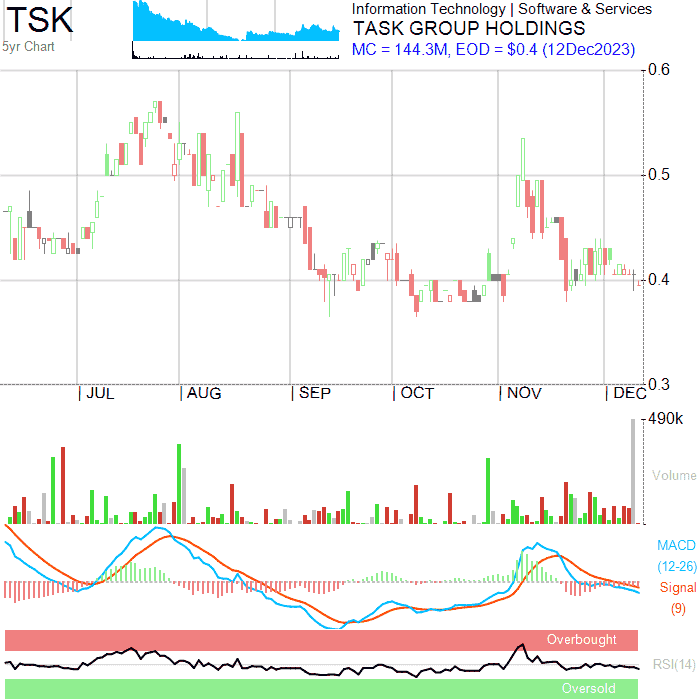 TSK
5yr Chart
Information Technology | Software & Services
TASK GROUP HOLDINGS
MC = 144.3M, EOD = $0.4 (12Dec2023)
0.6
0.5
0.4
0.3
| JUL | AUG | SEP | OCT | NOV | DEC
490k
Volume
MACD
(12-26)
Signal
(9)
Overbought
RSI(14)
Oversold